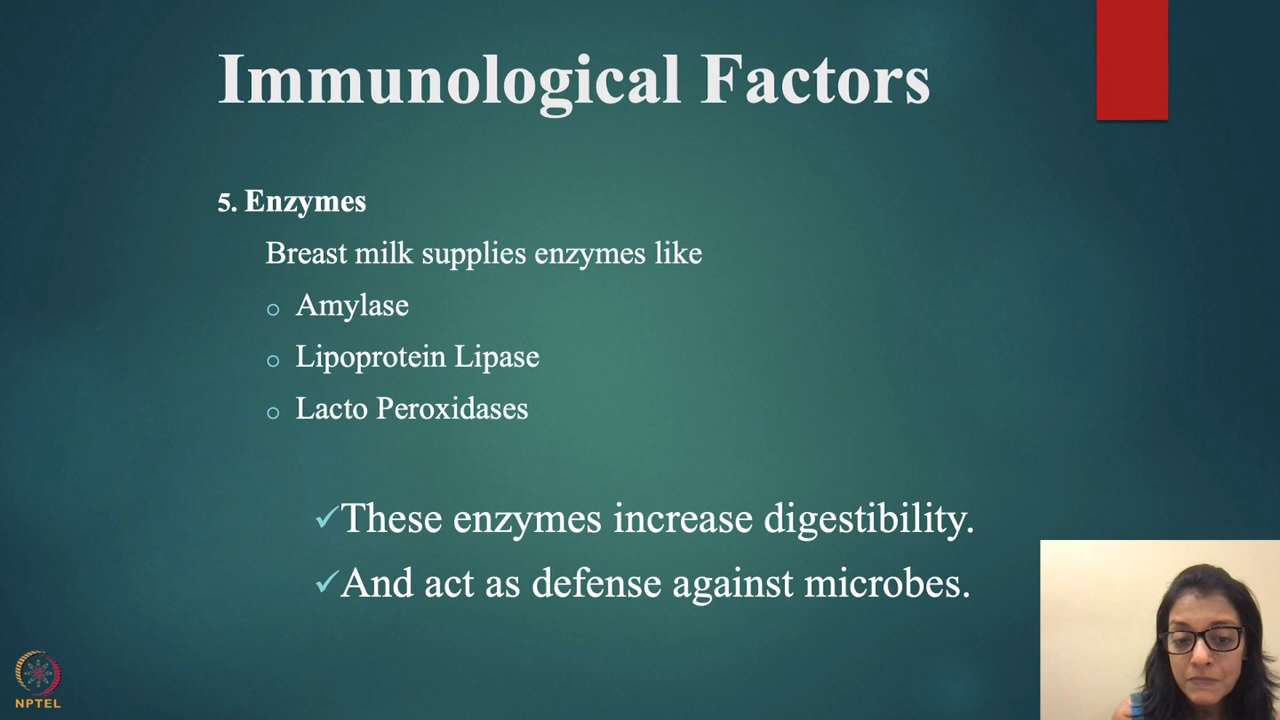 Immunological Factors
5. Enzymes
Breast milk supplies enzymes like
Amylase
Lipoprotein Lipase
Lacto Peroxidases
These enzymes increase digestibility.
And act as defense against microbes.
NPTEL